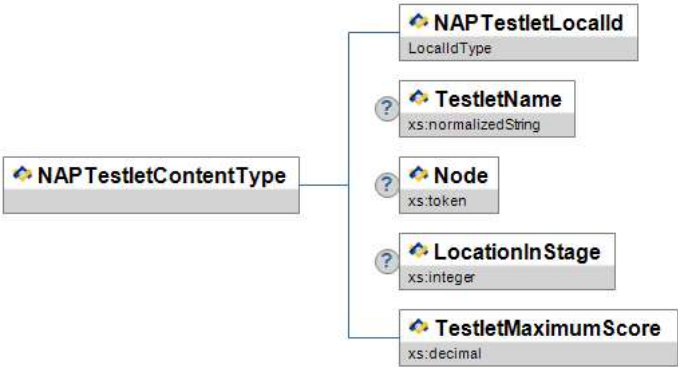 NAPTestletLocalId
LocalIdType
?
TestletName
xs:normalizedString
?
Node
xs:token
NAPTestletContentType
?
LocationInStage
xs:integer
TestletMaximumScore
xs:decimal